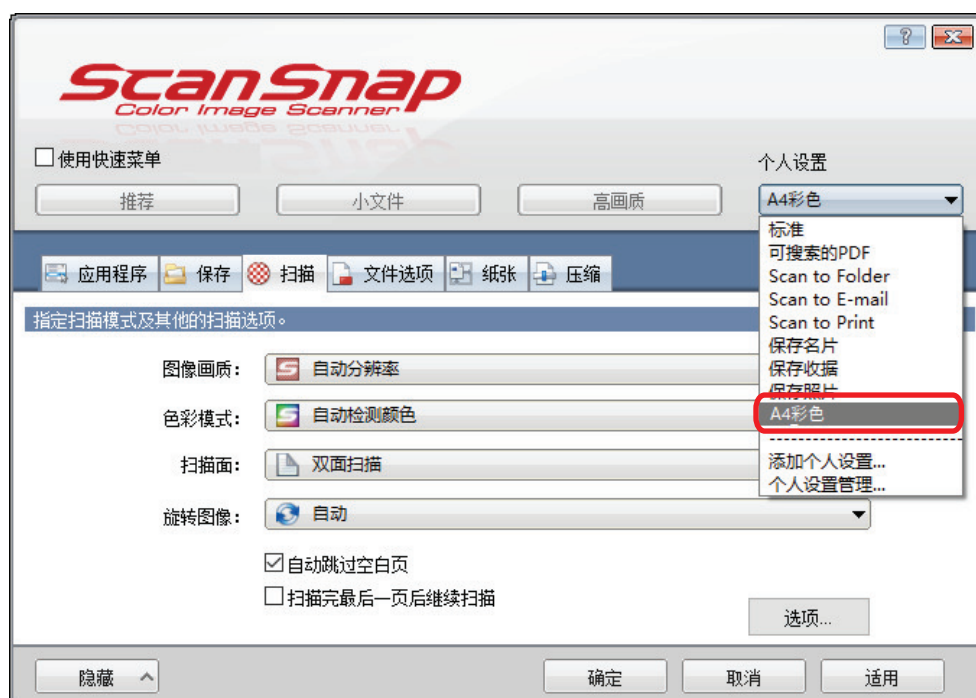 ScanSnap
Color Image Scanner
使用快速菜单
个人设置
推荐
小文件
高画质
A4彩色
标准
可搜索的PDF
Scan to Folder
Scan to E-mail
Scan to Print
保存名片
保存收据
保存照片
A4彩色
添加个人设置...
个人设置管理...
应用程序
保存
扫描
文件选项
纸张
压缩
指定扫描模式及其他的扫描选项。
图像画质：
自动分辨率
色彩模式：
自动检测颜色
扫描面：
双面扫描
旋转图像：
自动
自动跳过空白页
扫描完最后一页后继续扫描
选项...
隐藏
确定
取消
适用